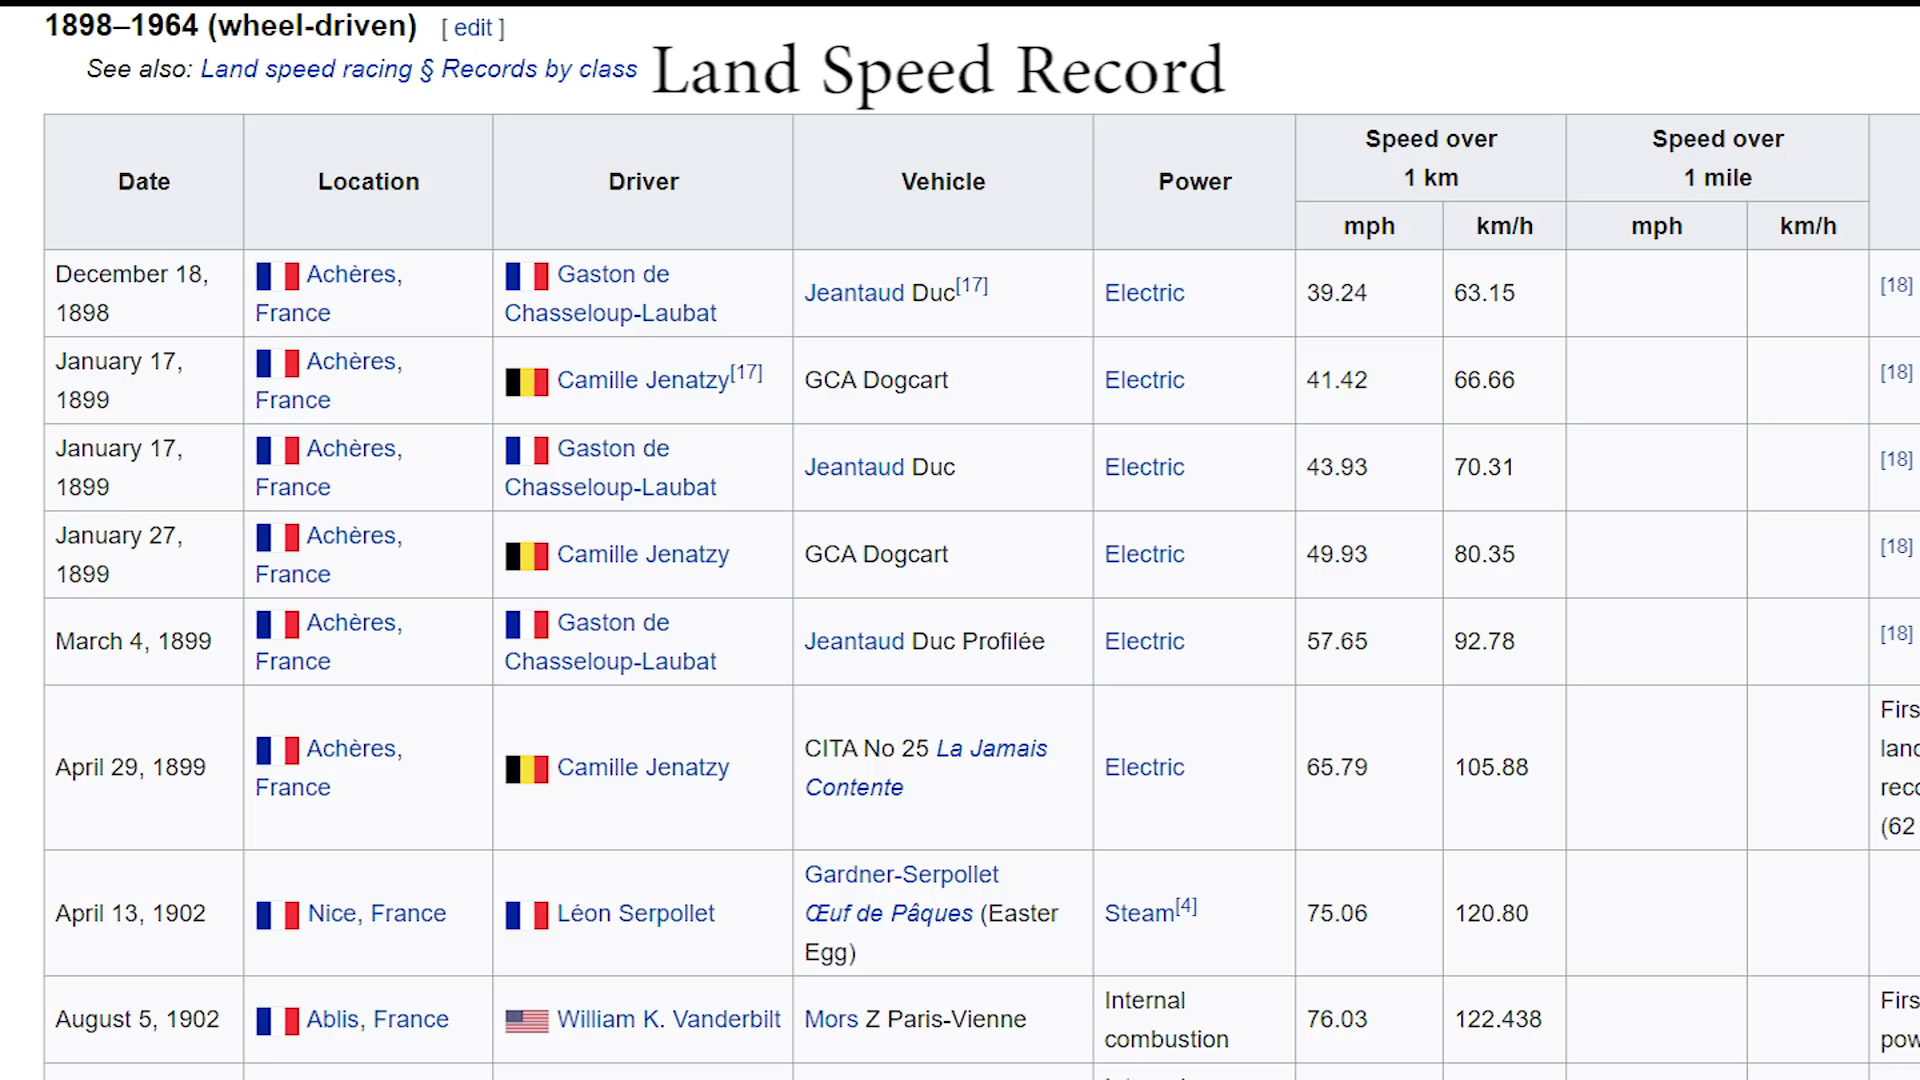 1898–1964 (wheel-driven) [ edit ]
See also: Land speed racing § Records by class
Land Speed Record
Date Location Driver Vehicle Power Speed over 1 km Speed over 1 mile
mph km/h mph km/h
December 18, 1898 Achères, France Gaston de Chasseloup-Laubat Jeantaud Duc[17] Electric 39.24 63.15 [18]
January 17, 1899 Achères, France Camille Jenatzy[17] GCA Dogcart Electric 41.42 66.66 [18]
January 17, 1899 Achères, France Gaston de Chasseloup-Laubat Jeantaud Duc Electric 43.93 70.31 [18]
January 27, 1899 Achères, France Camille Jenatzy GCA Dogcart Electric 49.93 80.35 [18]
March 4, 1899 Achères, France Gaston de Chasseloup-Laubat Jeantaud Duc Profilée Electric 57.65 92.78 [18]
April 29, 1899 Achères, France Camille Jenatzy CITA No 25 La Jamais Contente Electric 65.79 105.88 (62
April 13, 1902 Nice, France Léon Serpollet Gardner-Serpollet Œuf de Pâques (Easter Egg) Steam[4] 75.06 120.80
August 5, 1902 Ablis, France William K. Vanderbilt Mors Z Paris-Vienne Internal combustion 76.03 122.438